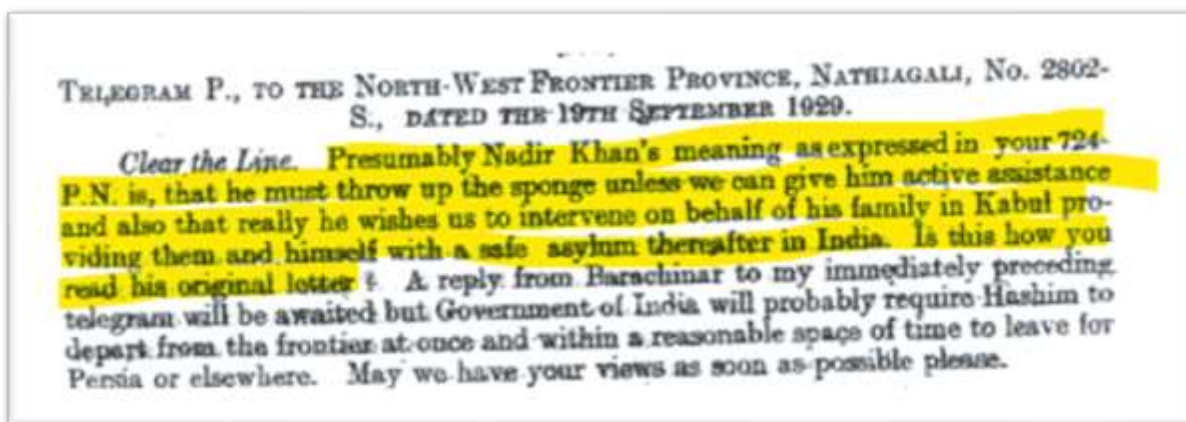 TELEGRAM P., TO THE NORTH-WEST FRONTIER PROVINCE, NATHIAGALI, NO. 2802-
S., DATED THE 19TH SEPTEMBER 1929.
Clear the Line. Presumably Nadir Khan's meaning as expressed in your 724-
P.N. is, that he must throw up the sponge unless we can give him active assistance
and also that really he wishes us to intervene on behalf of his family in Kabul pro-
viding them and himself with a safe asylum thereafter in India. Is this how you
read his original letter ? A reply from Parachinar to my immediately preceding
telegram will be awaited but Government of India will probably require Hashim to
depart from the frontier at once and within a reasonable space of time to leave for
Persia or elsewhere. May we have your views as soon as possible please.